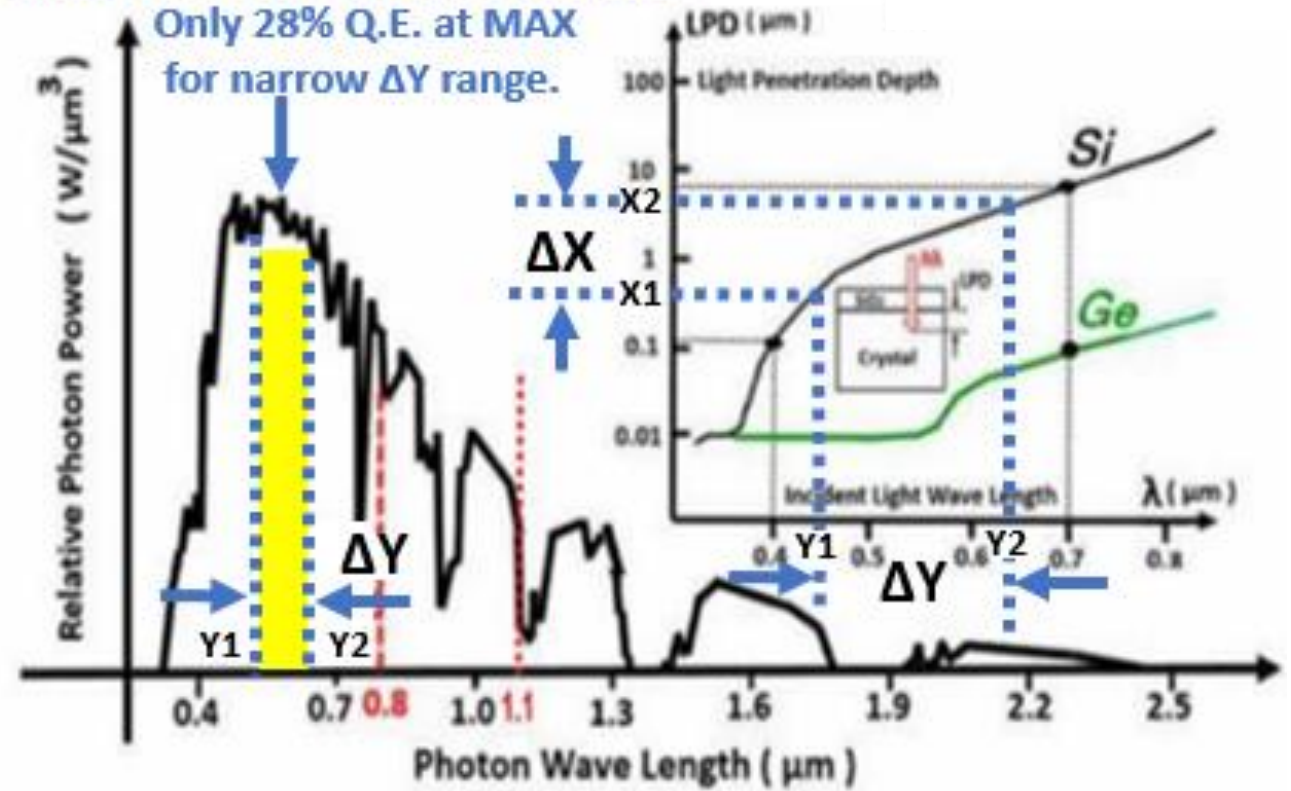 Only 28% Q.E. at MAX
for narrow ΔY range.
Relative Photon Power ( W/μm³ )
LPD ( μm )
100
Light Penetration Depth
Si
10
X2
ΔX
1
X1
LPD
Ge
0.1
Crystal
0.01
Incident Light Wave Length
λ ( μm )
0.4
Y1
0.5
0.6
Y2
0.7
0.8
ΔY
ΔY
Y1
Y2
0.4
0.7
0.8
1.0
1.1
1.3
1.6
1.9
2.2
2.5
Photon Wave Length ( μm )